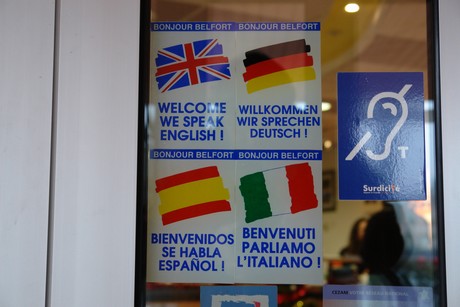 BONJOUR BELFORT
WELCOME
WE SPEAK
ENGLISH !
BONJOUR BELFORT
WILLKOMMEN
WIR SPRECHEN
DEUTSCH !
BONJOUR BELFORT
BIENVENIDOS
SE HABLA
ESPAÑOL !
BONJOUR BELFORT
BENVENUTI
PARLIAMO
L'ITALIANO !
T
Surdicité